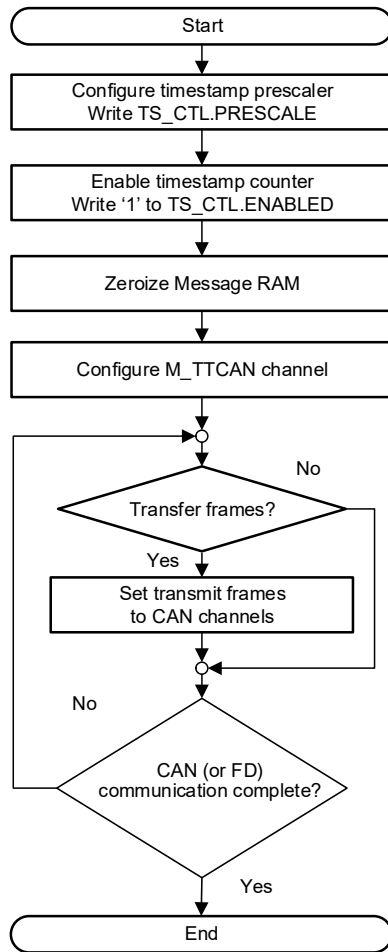 Start
Configure timestamp prescaler
Write TS_CTL.PRESCALE
Enable timestamp counter
Write ‘1’ to TS_CTL.ENABLED
Zeroize Message RAM
Configure M_TTCAN channel
No
Transfer frames?
Yes
Set transmit frames
to CAN channels
No
CAN (or FD)
communication complete?
Yes
End